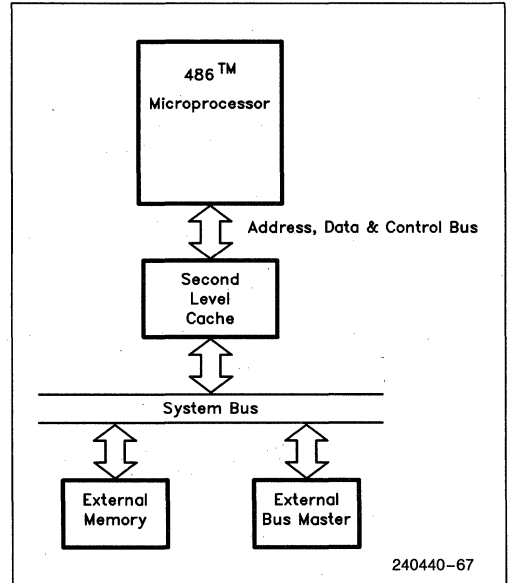 486™
Microprocessor
Address, Data & Control Bus
Second
Level
Cache
System Bus
External
Memory
External
Bus Master
240440-67